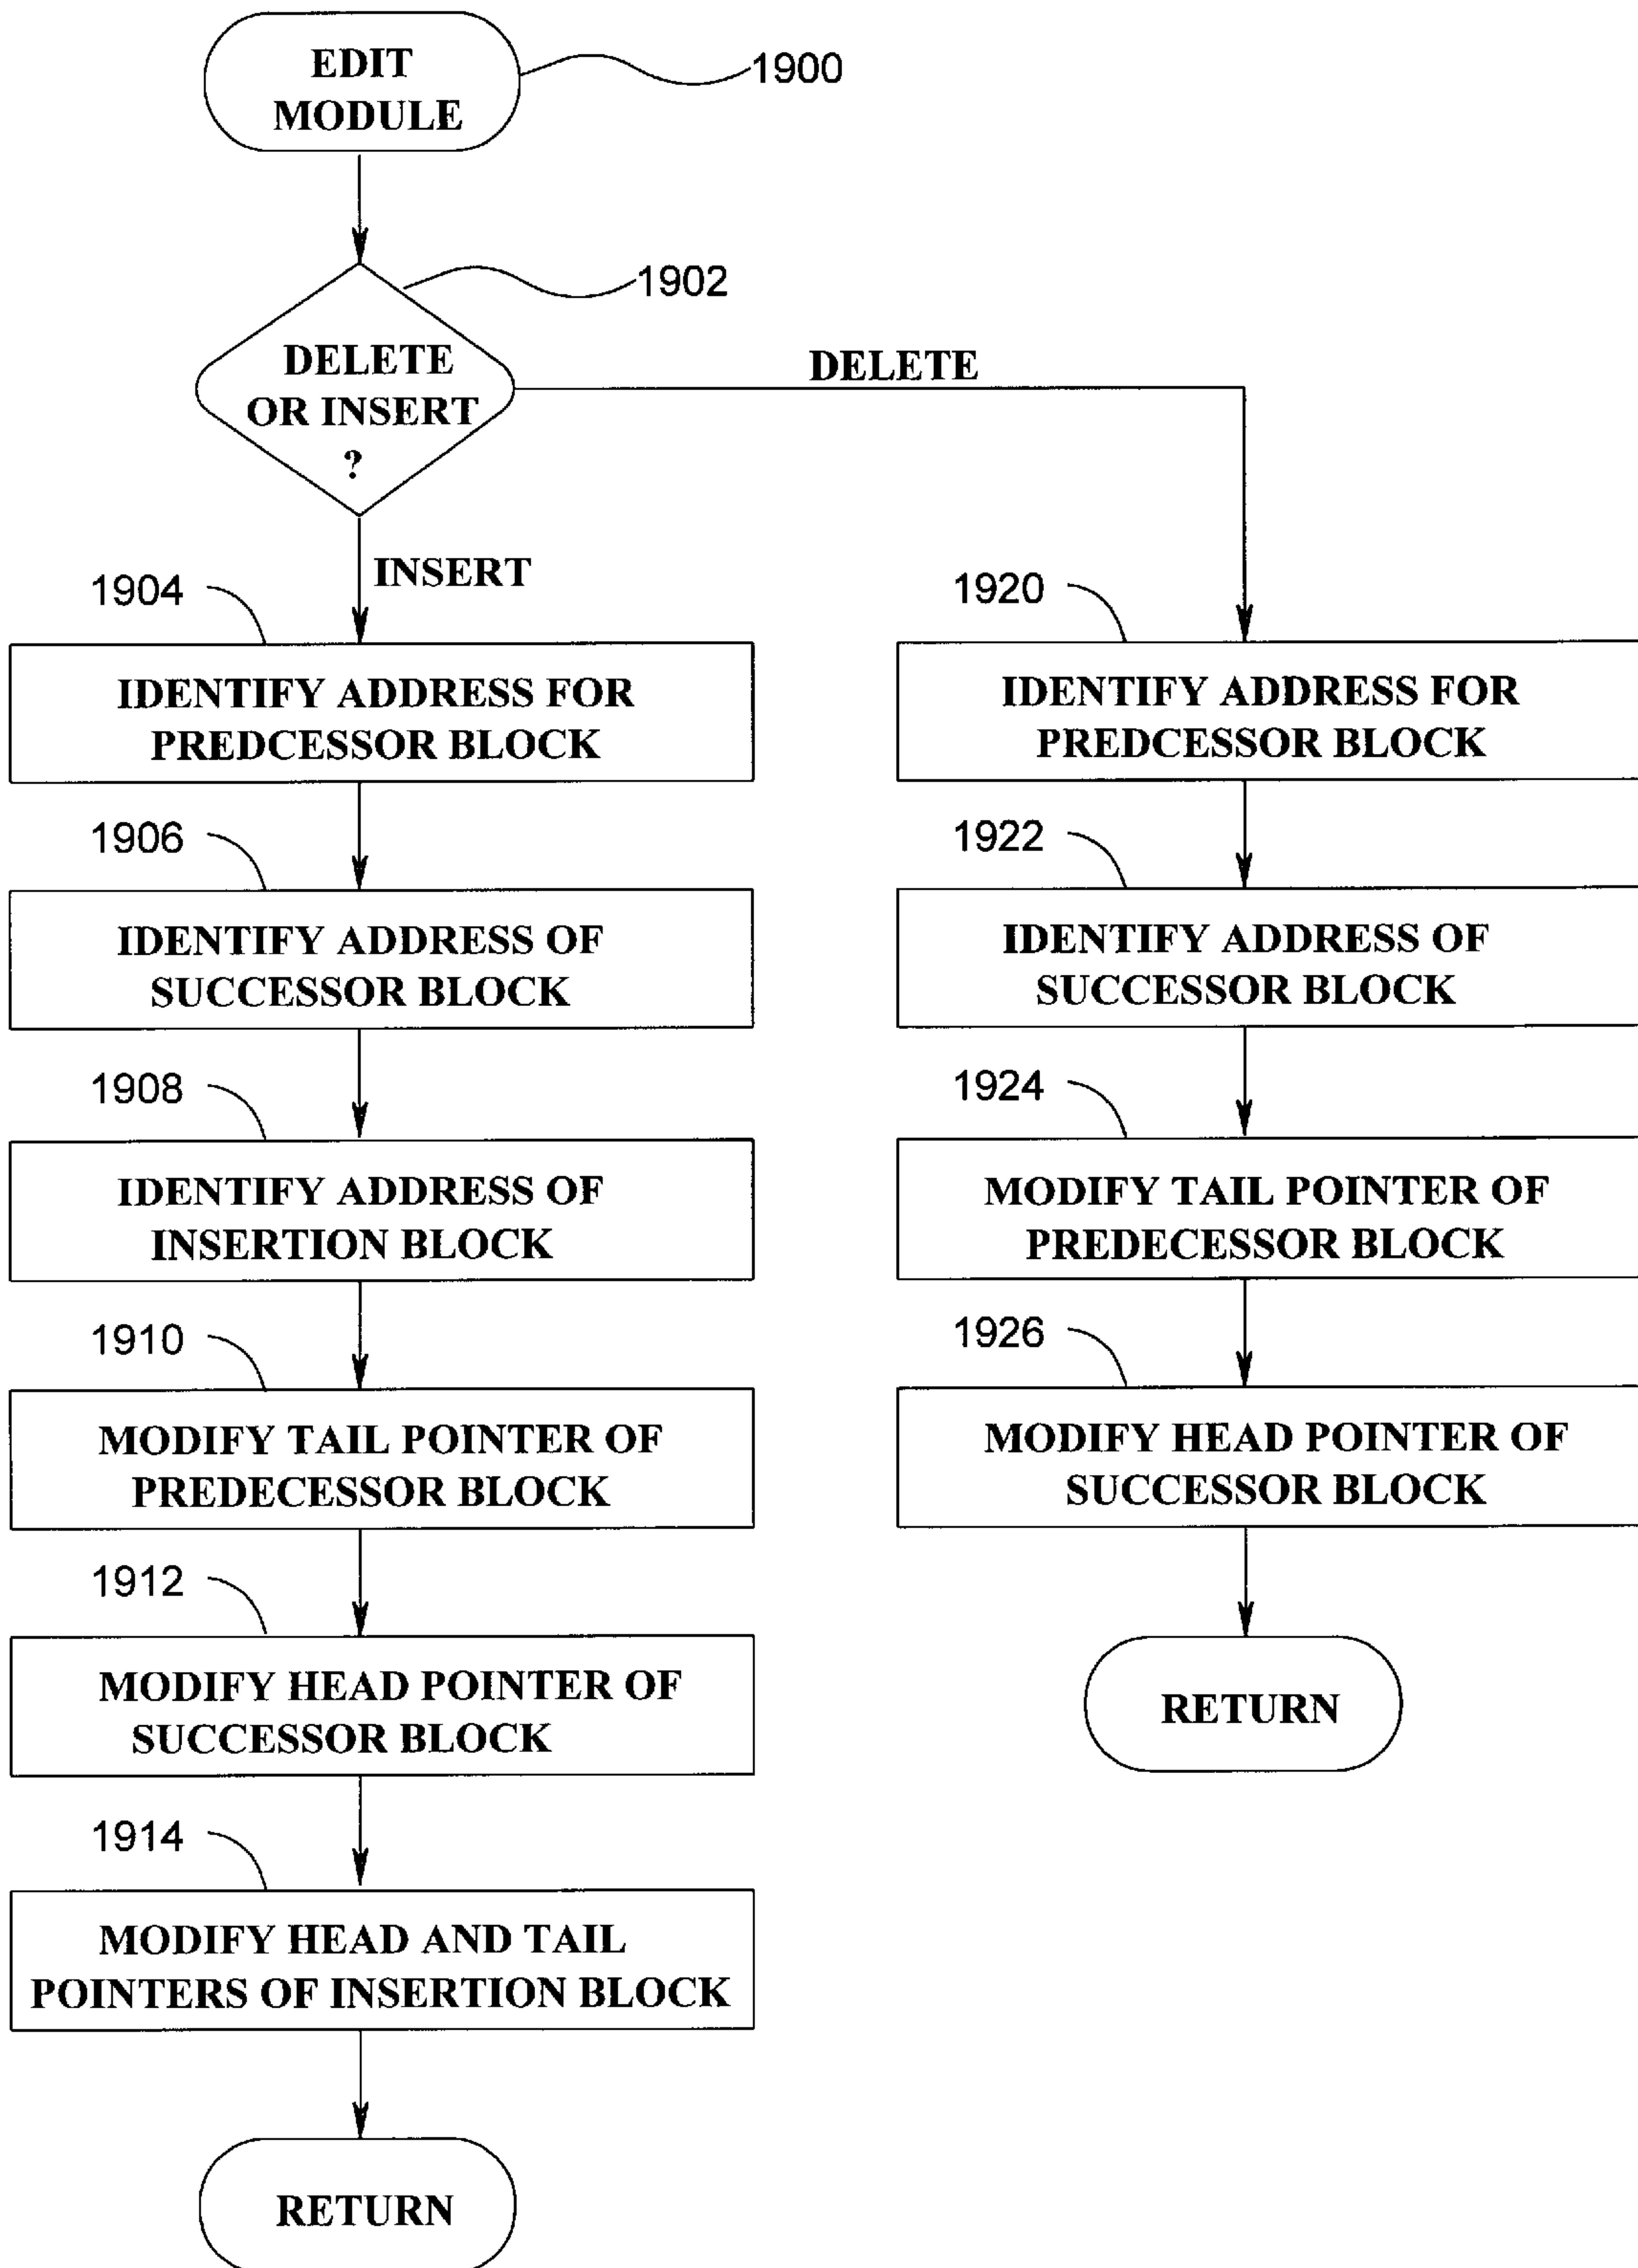 EDIT
MODULE
1900
1902
DELETE
OR INSERT
?
DELETE
INSERT
1904
IDENTIFY ADDRESS FOR
PREDCESSOR BLOCK
1906
IDENTIFY ADDRESS OF
SUCCESSOR BLOCK
1908
IDENTIFY ADDRESS OF
INSERTION BLOCK
1910
MODIFY TAIL POINTER OF
PREDECESSOR BLOCK
1912
MODIFY HEAD POINTER OF
SUCCESSOR BLOCK
1914
MODIFY HEAD AND TAIL
POINTERS OF INSERTION BLOCK
RETURN
1920
IDENTIFY ADDRESS FOR
PREDCESSOR BLOCK
1922
IDENTIFY ADDRESS OF
SUCCESSOR BLOCK
1924
MODIFY TAIL POINTER OF
PREDECESSOR BLOCK
1926
MODIFY HEAD POINTER OF
SUCCESSOR BLOCK
RETURN